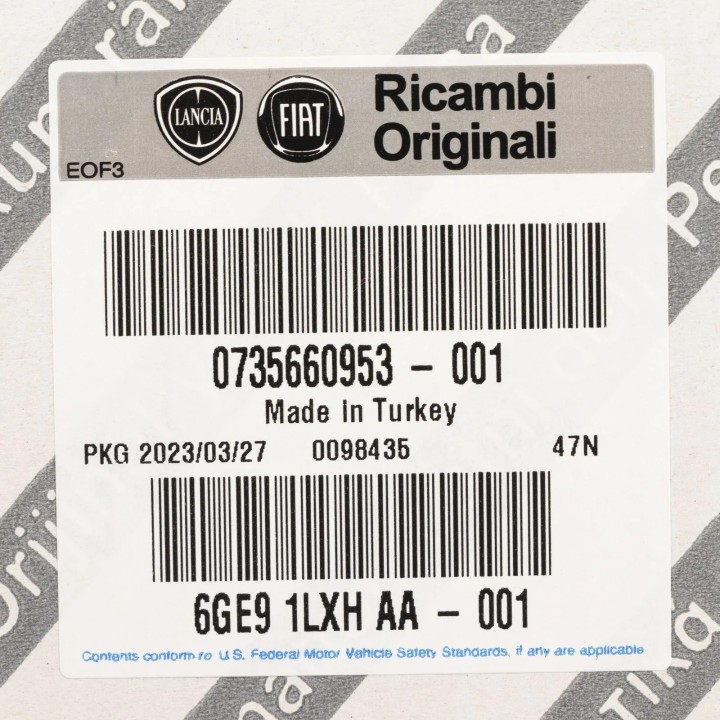 LANCIA
FIAT
Ricambi
Originali
EOF3
0735660953 - 001
Made in Turkey
PKG 2023/03/27 0098435 47N
6GE9 1LXH AA - 001
Contents conform to U.S. Federal Motor Vehicle Safety Standards, if any are applicable